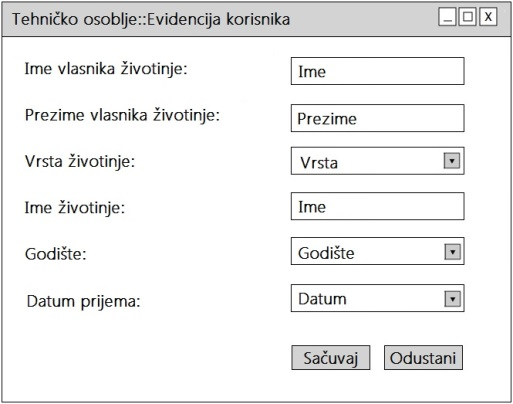 Tehničko osoblje::Evidencija korisnika
Ime vlasnika životinje: Ime
Prezime vlasnika životinje: Prezime
Vrsta životinje: Vrsta
Ime životinje: Ime
Godište: Godište
Datum prijema: Datum
Sačuvaj Odustani